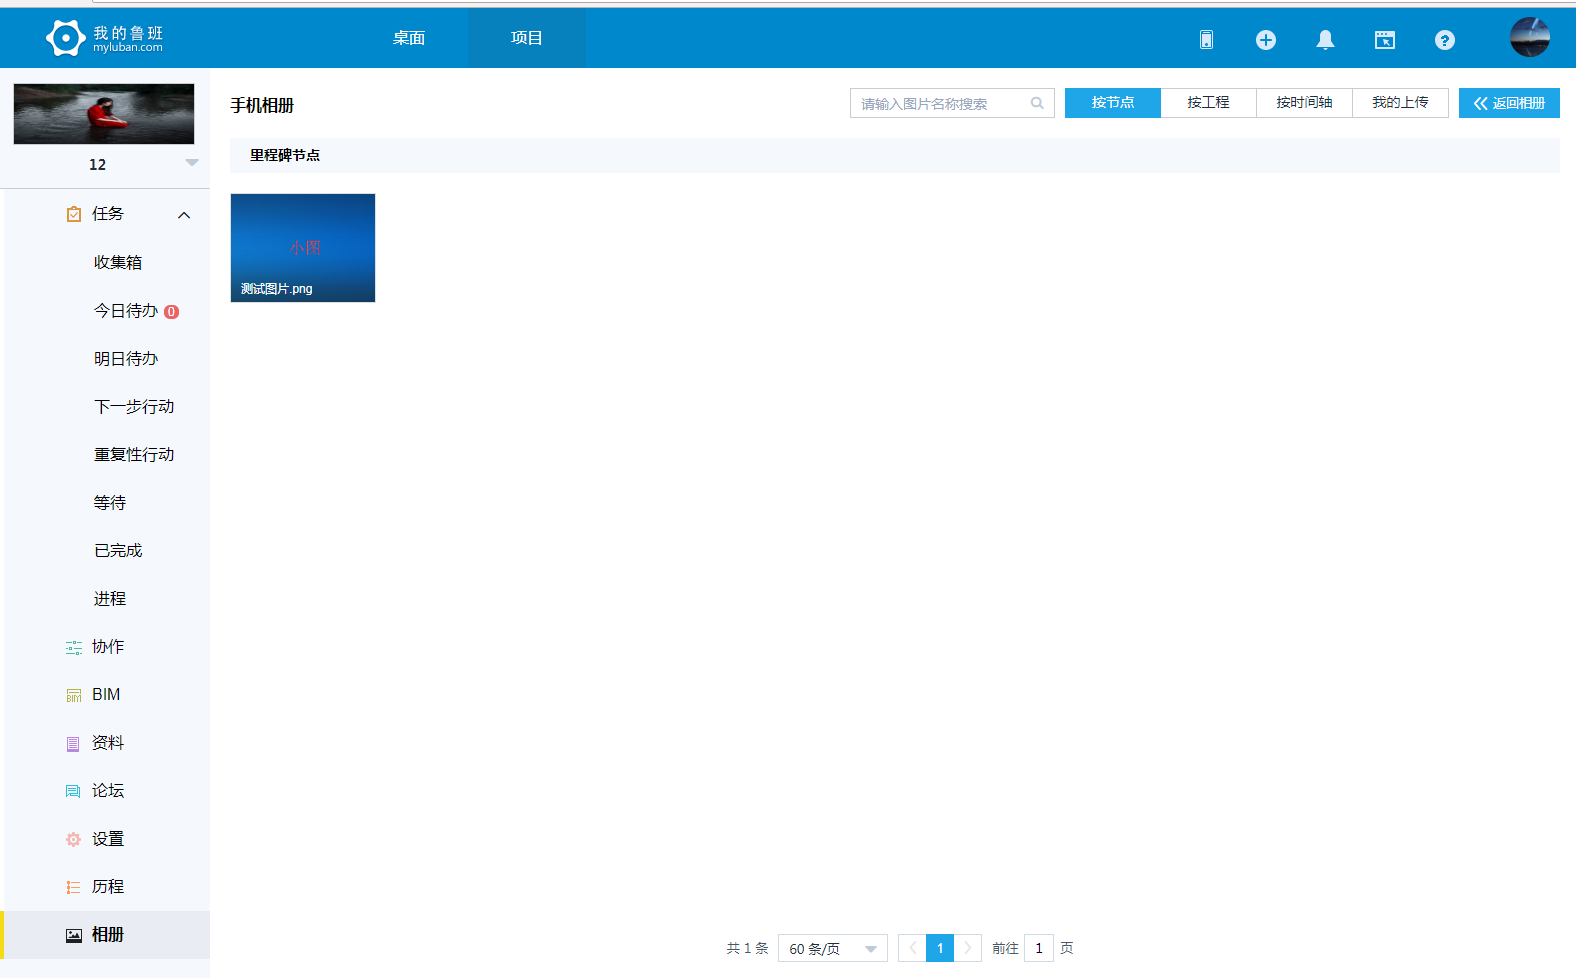 我的鲁班
myluban.com
桌面
项目
12
任务
收集箱
今日待办 0
明日待办
下一步行动
重复性行动
等待
已完成
进程
协作
BIM
资料
论坛
设置
历程
相册
手机相册
请输入图片名称搜索
按节点
按工程
按时间轴
我的上传
返回相册
里程碑节点
小图
测试图片.png
共 1 条
60 条/页
1
前往 1 页